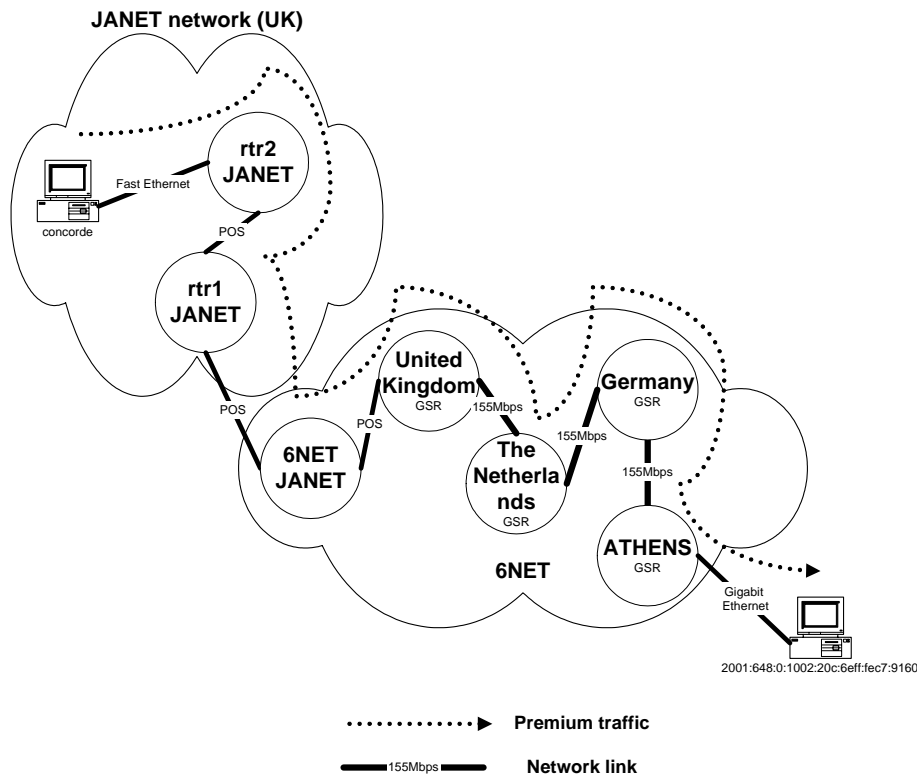 JANET network (UK)
rtr2
JANET
Fast Ethernet
concorde
POS
rtr1
JANET
POS
United
Kingdom
GSR
155Mbps
Germany
GSR
POS
6NET
JANET
The
Netherla
nds
GSR
155Mbps
155Mbps
ATHENS
GSR
6NET
Gigabit
Ethernet
2001:648:0:1002:20c:6eff:fec7:9160
Premium traffic
155Mbps
Network link